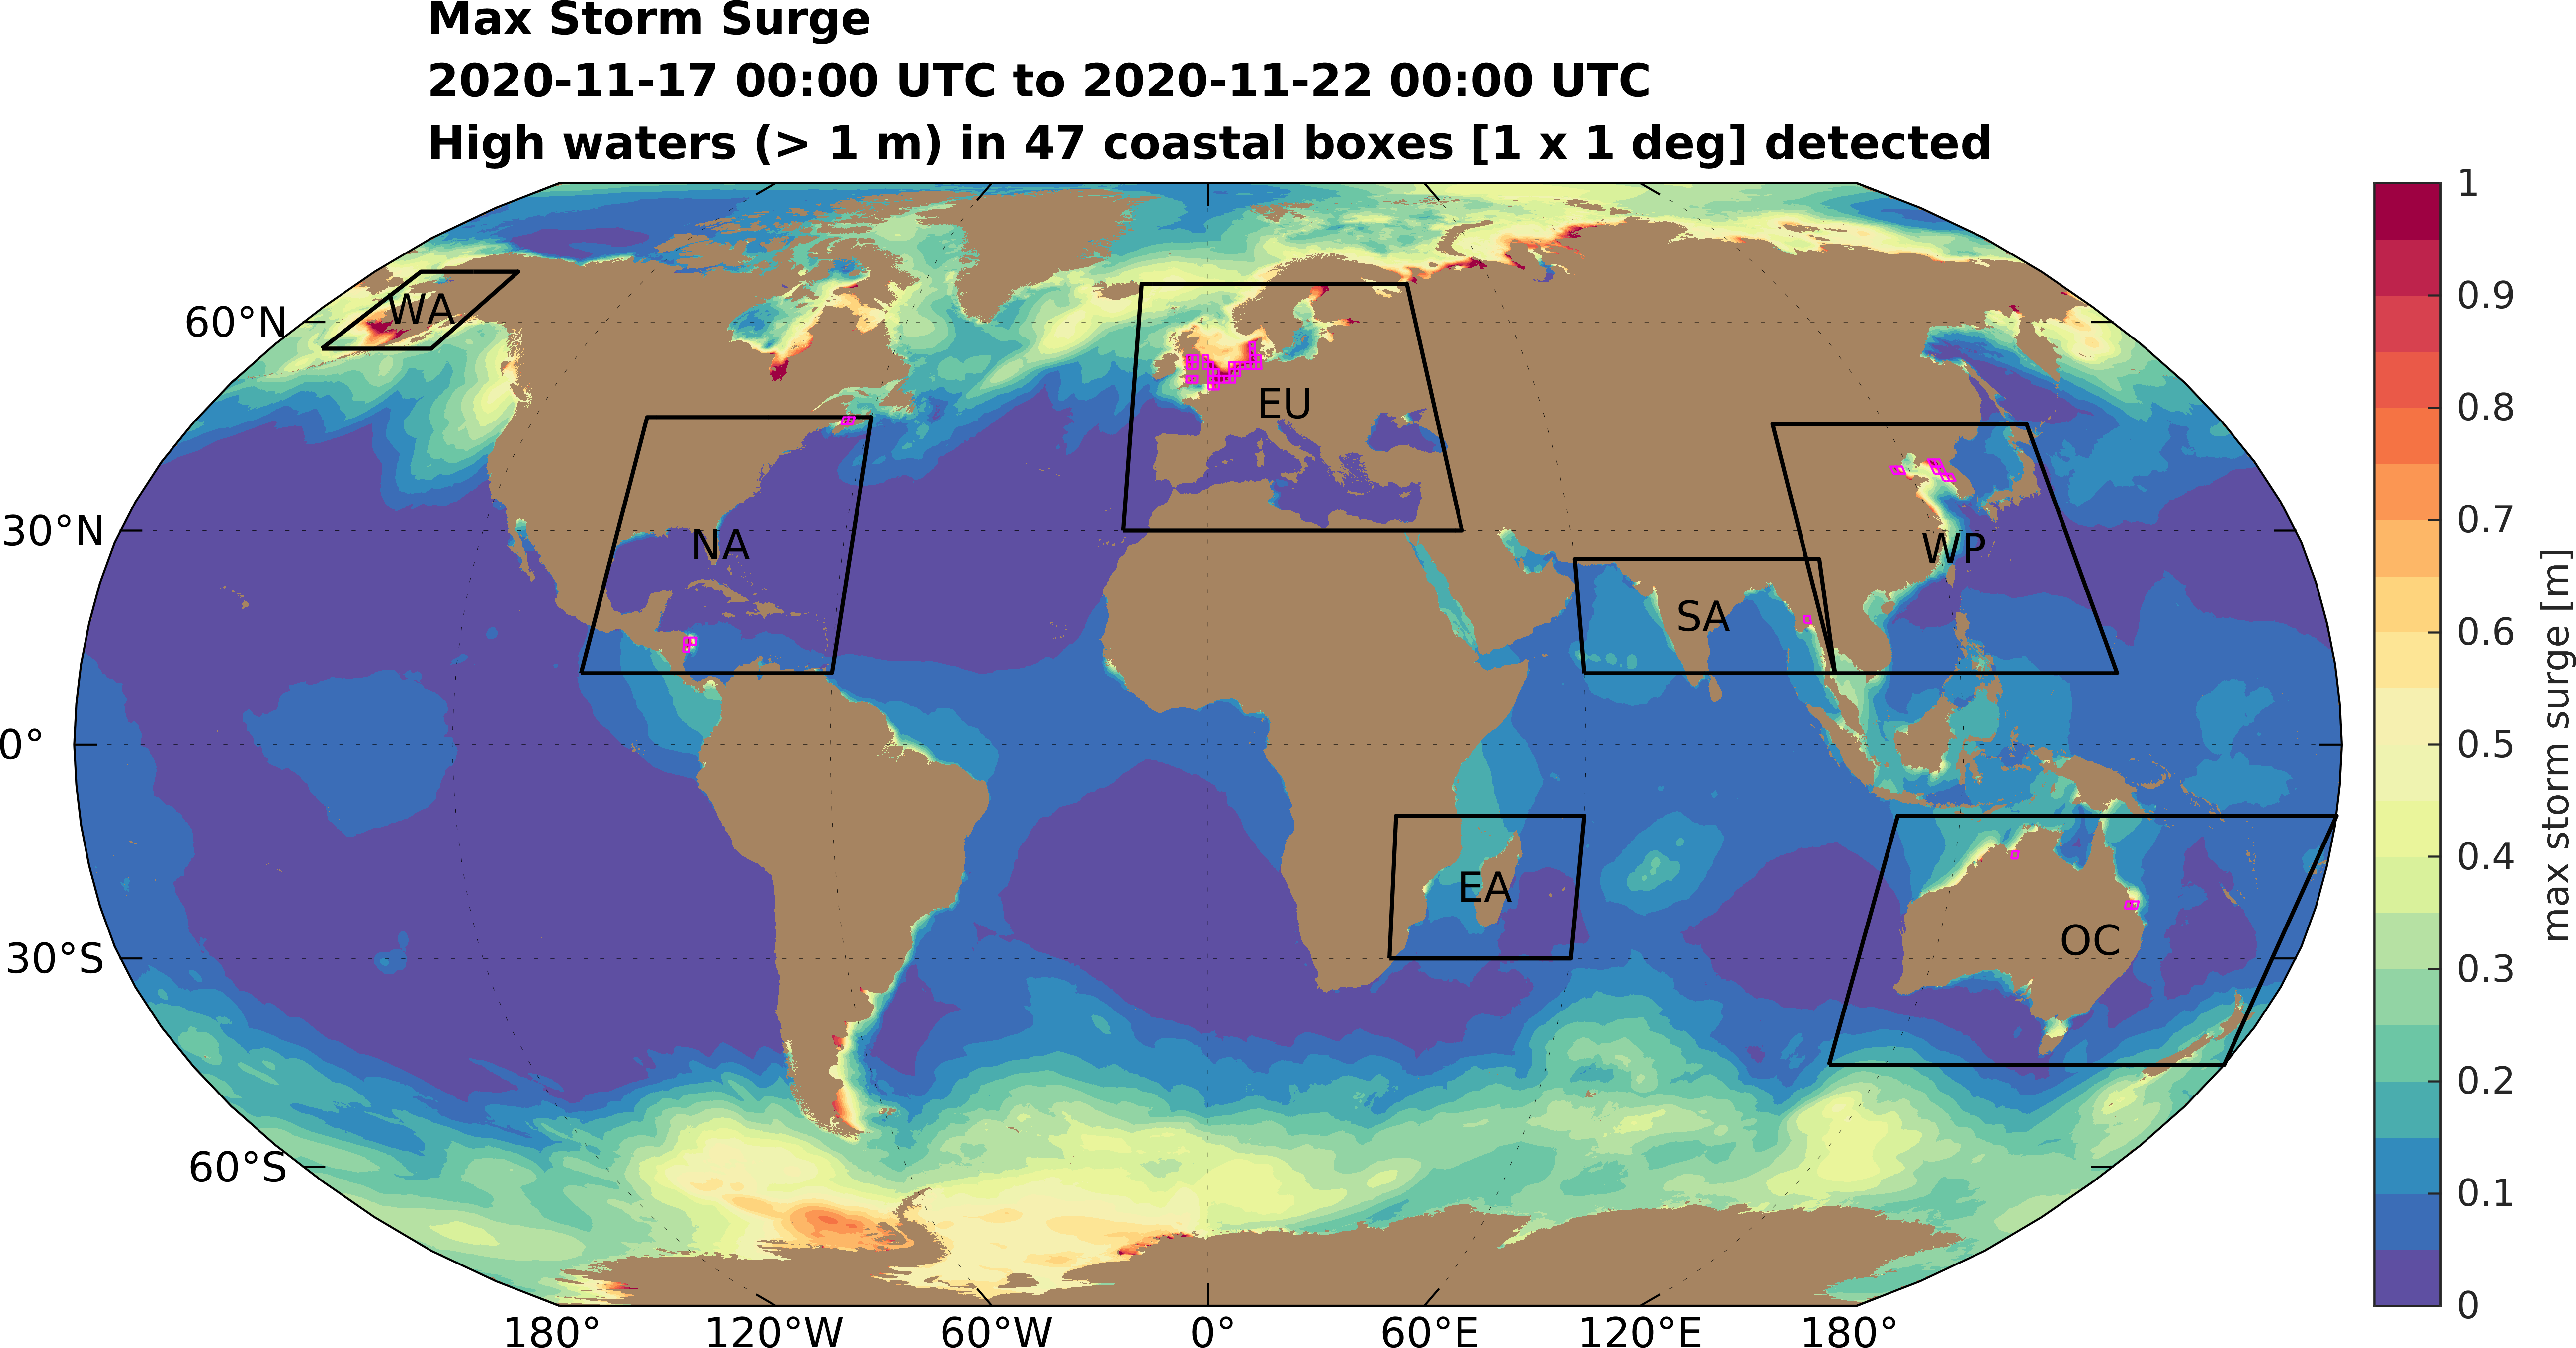 Max Storm Surge
2020-11-17 00:00 UTC to 2020-11-22 00:00 UTC
High waters (> 1 m) in 47 coastal boxes [1 x 1 deg] detected
60°N
30°N
0°
30°S
60°S
WA
NA
EU
SA
WP
EA
OC
180°
120°W
60°W
0°
60°E
120°E
180°
1
0.9
0.8
0.7
0.6
0.5
0.4
0.3
0.2
0.1
0
max storm surge [m]